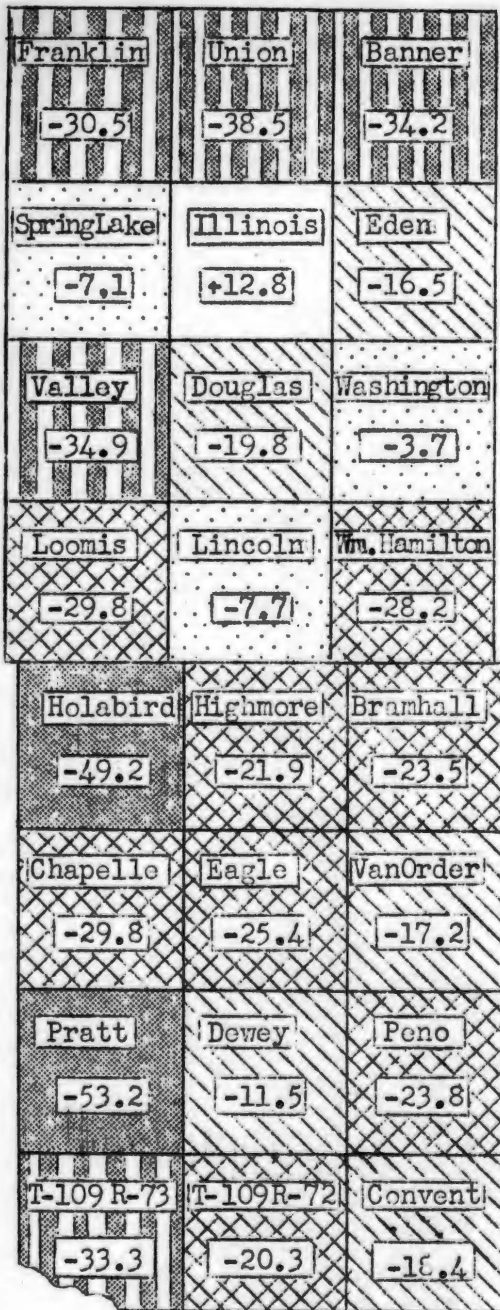 Franklin Union Banner
-30.5 -38.5 -34.2
SpringLake Illinois Eden
-7.1 +12.8 -16.5
Valley Douglas Washington
-34.9 -19.8 -3.7
Loomis Lincoln Wm.Hamilton
-29.8 -7.7 -28.2
Holabird Highmore Bramhall
-49.2 -21.9 -23.5
Chapelle Eagle VanOrder
-29.8 -25.4 -17.2
Pratt Dewey Peno
-53.2 -11.5 -23.8
T-109 R-73 T-109 R-72 Convent
-33.3 -20.3 -18.4